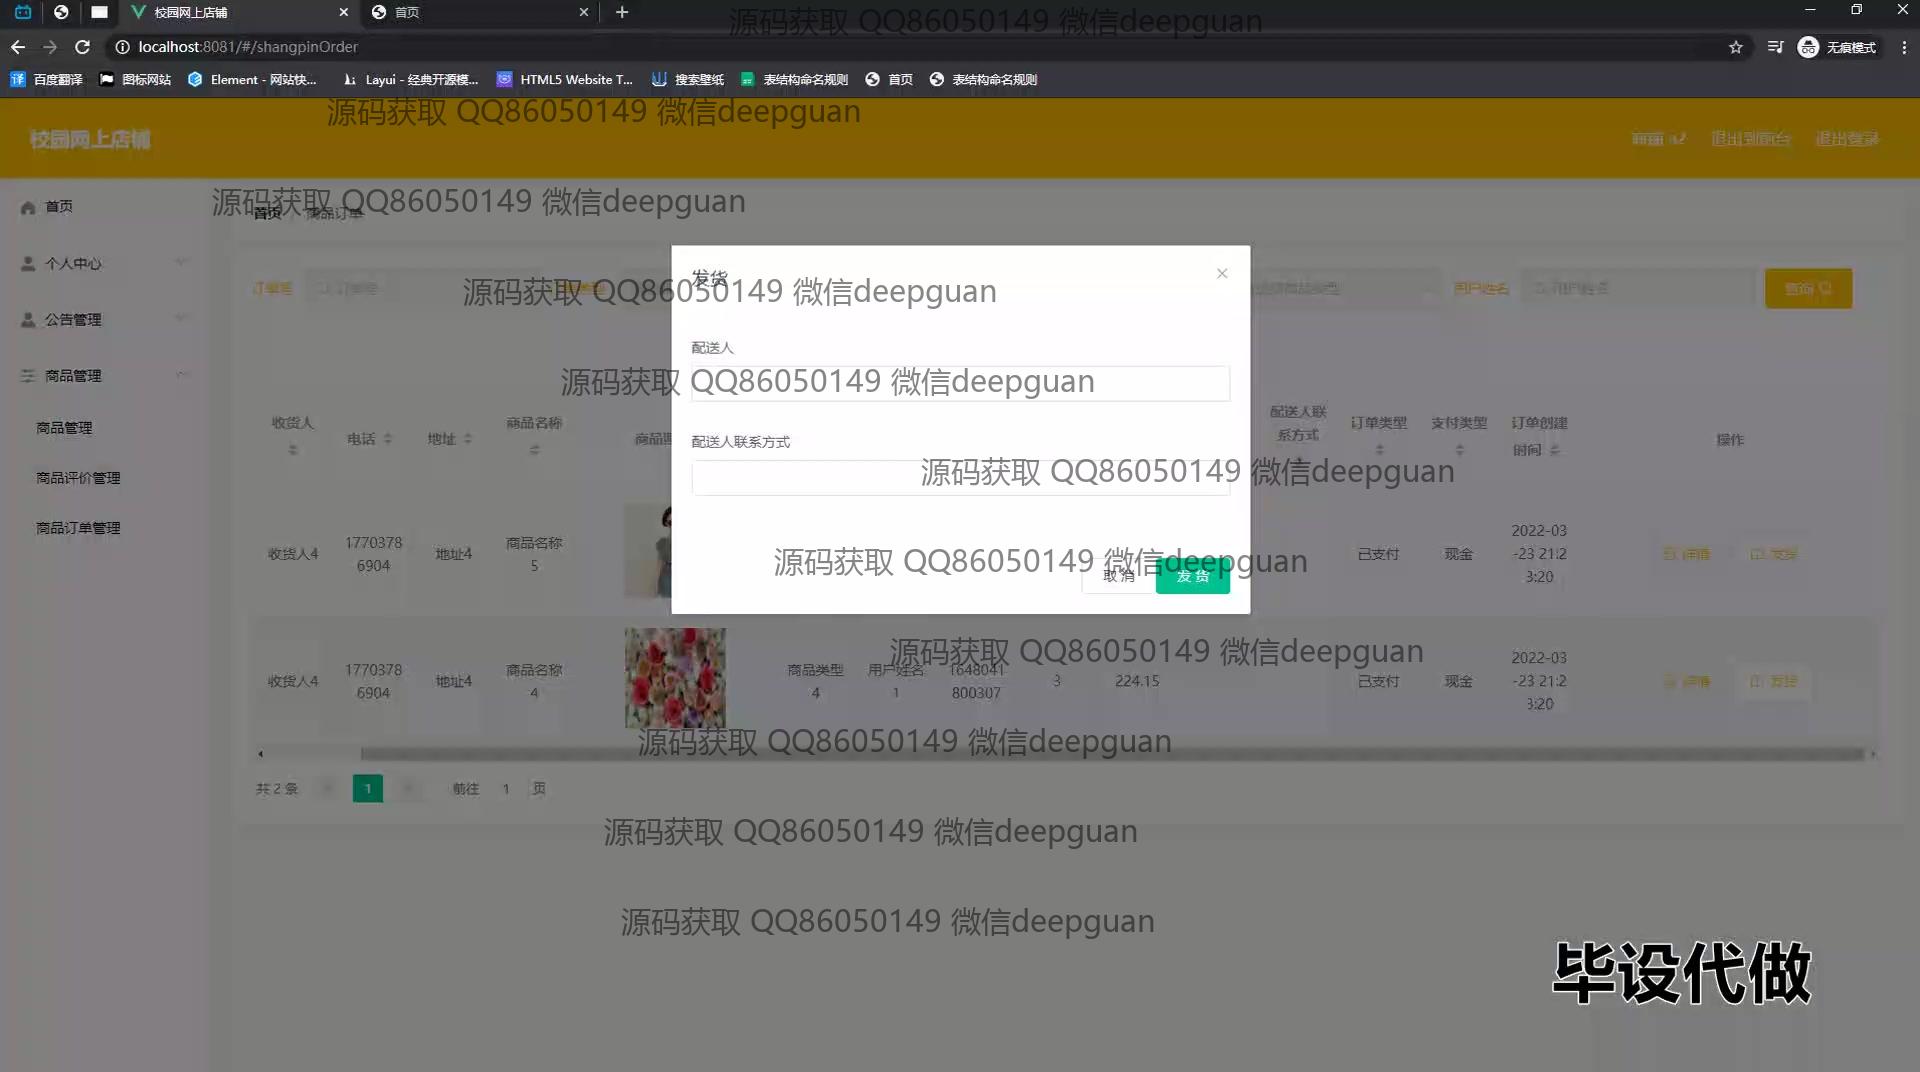 校园网上店铺
首页
源码获取 QQ86050149 微信deepguan
localhost:8081/#/shangpinOrder
无痕模式
百度翻译
图标网站
Element - 网站快...
Layui - 经典开源模...
HTML5 Website T...
搜索壁纸
表结构命名规则
首页
表结构命名规则
源码获取 QQ86050149 微信deepguan
校园网上店铺
退出到前台
退出登录
首页
源码获取 QQ86050149 微信deepguan
首页
商品订单
个人中心
公告管理
商品管理
商品管理
商品评价管理
商品订单管理
发货
源码获取 QQ86050149 微信deepguan
用户姓名
查询
配送人
源码获取 QQ86050149 微信deepguan
配送人联系方式
源码获取 QQ86050149 微信deepguan
收货人
电话
地址
商品名称
配送人联
系方式
订单类型
支付类型
订单创建
时间
操作
收货人4
1770378
6904
地址4
商品名称
5
已支付
现金
2022-03
-23 21:2
3:20
详情
发货
源码获取 QQ86050149 微信deepguan
取消
发货
源码获取 QQ86050149 微信deepguan
收货人4
1770378
6904
地址4
商品名称
4
商品类型
4
用户姓名
1
1648041
800307
3
224.15
已支付
现金
2022-03
-23 21:2
3:20
详情
发货
源码获取 QQ86050149 微信deepguan
共 2 条
1
前往
1
页
源码获取 QQ86050149 微信deepguan
源码获取 QQ86050149 微信deepguan
毕设代做